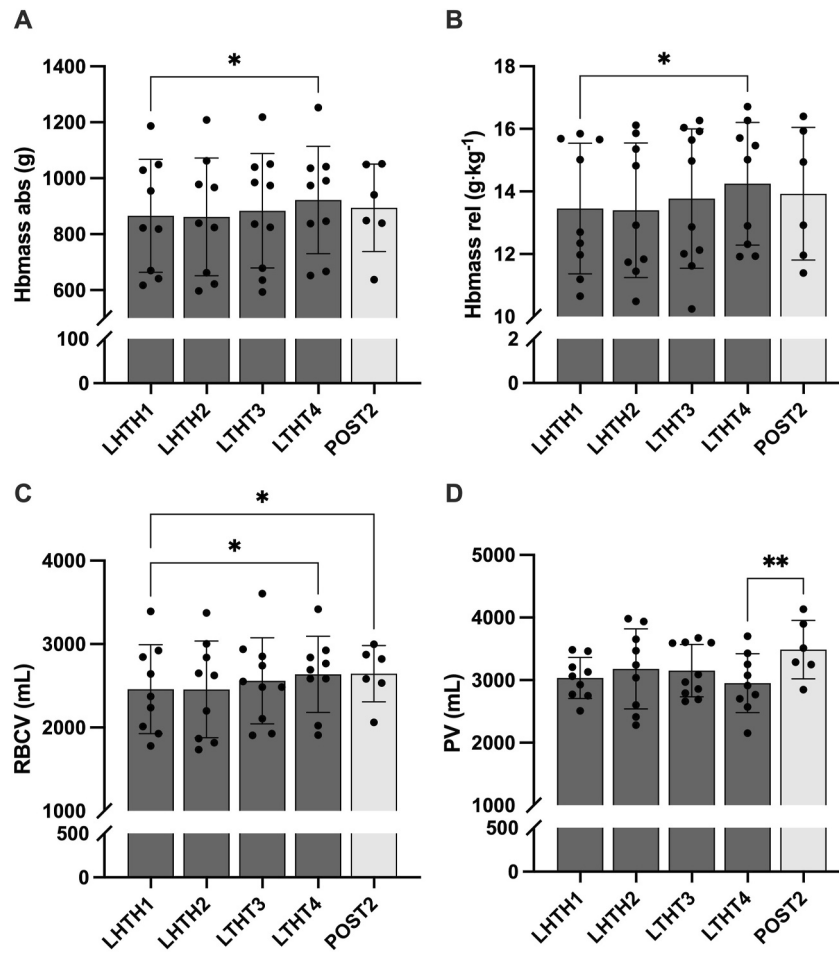 A
Hbmass abs (g)
1400
1200
1000
800
600
100
0
*
LHTH1
LHTH2
LTHT3
LTHT4
POST2
B
Hbmass rel (g·kg⁻¹)
18
16
14
12
10
2
0
*
LHTH1
LHTH2
LTHT3
LTHT4
POST2
C
RBCV (mL)
4000
3000
2000
1000
500
0
*
*
LHTH1
LHTH2
LTHT3
LTHT4
POST2
D
PV (mL)
5000
4000
3000
2000
1000
500
0
**
LHTH1
LHTH2
LTHT3
LTHT4
POST2